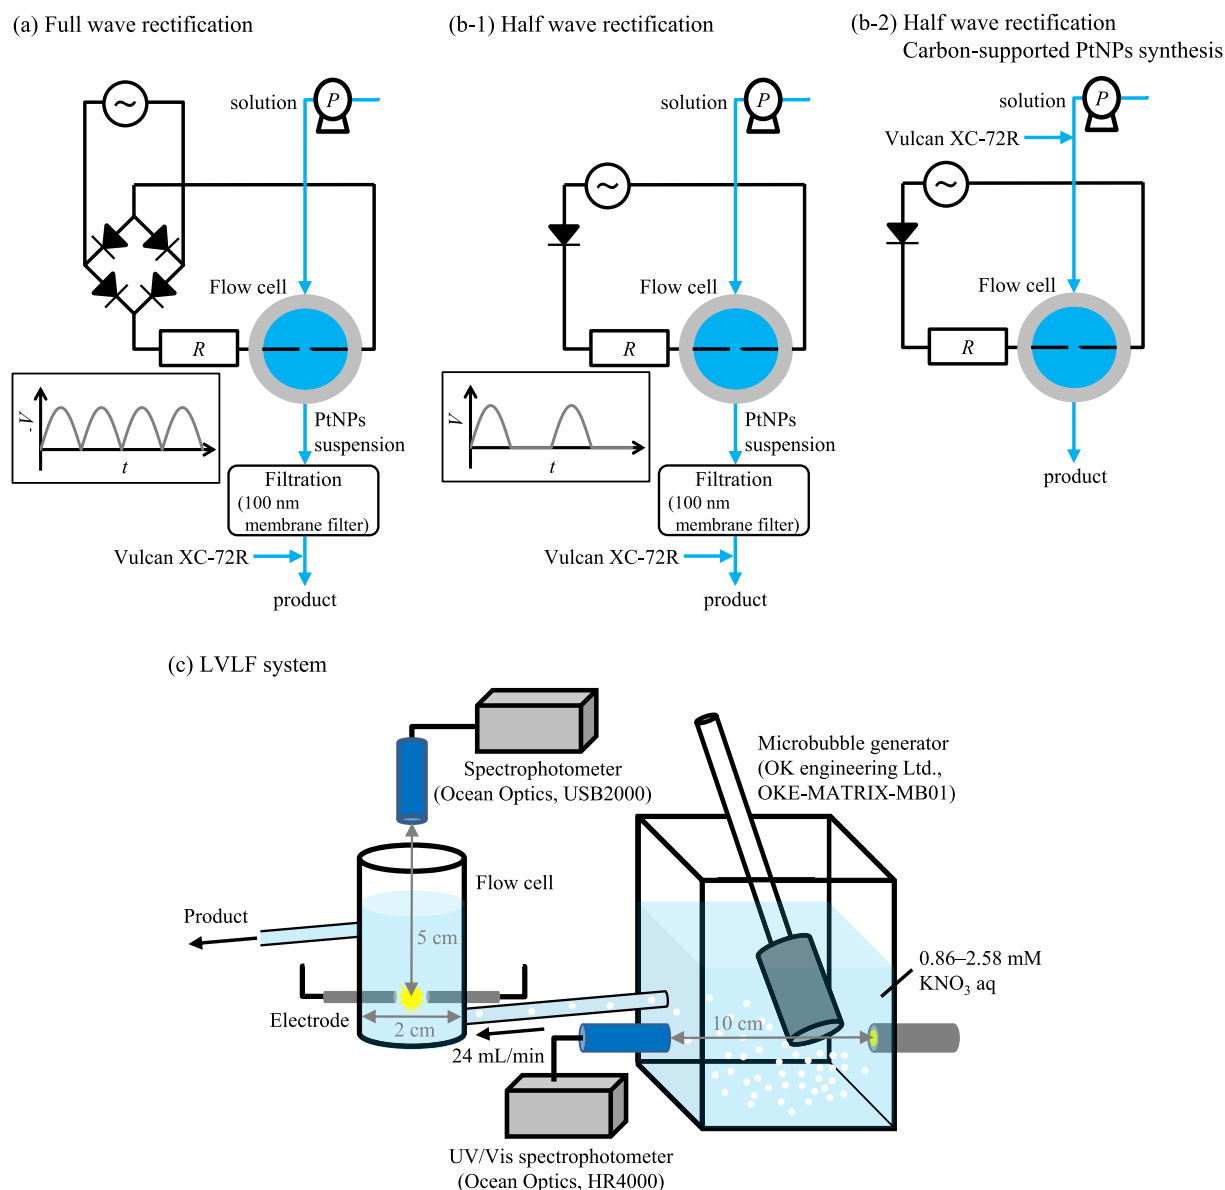 (a) Full wave rectification
solution
P
~
Flow cell
R
- V
t
PtNPs
suspension
Filtration
(100 nm
membrane filter)
Vulcan XC-72R
product
(b-1) Half wave rectification
solution
P
~
Flow cell
R
V
t
PtNPs
suspension
Filtration
(100 nm
membrane filter)
Vulcan XC-72R
product
(b-2) Half wave rectification
Carbon-supported PtNPs synthesis
solution
P
Vulcan XC-72R
~
Flow cell
R
product
(c) LVLF system
Spectrophotometer
(Ocean Optics, USB2000)
Microbubble generator
(OK engineering Ltd.,
OKE-MATRIX-MB01)
Flow cell
Product
5 cm
0.86–2.58 mM
KNO₃ aq
Electrode
2 cm
10 cm
24 mL/min
UV/Vis spectrophotometer
(Ocean Optics, HR4000)